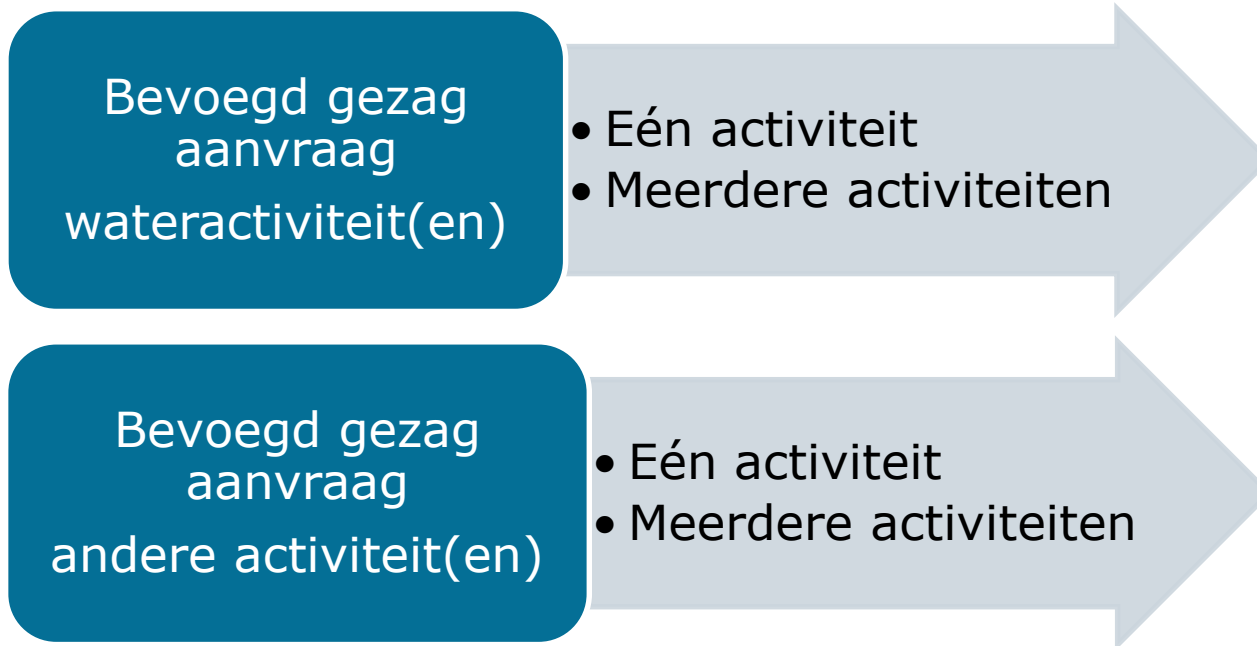 Bevoegd gezag
aanvraag
wateractiviteit(en)
• Eén activiteit
• Meerdere activiteiten
Bevoegd gezag
aanvraag
andere activiteit(en)
• Eén activiteit
• Meerdere activiteiten